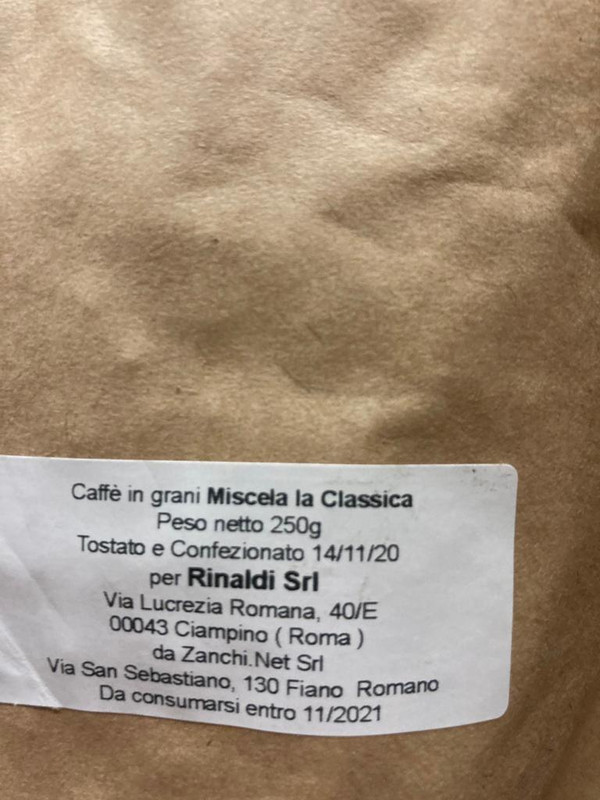 Caffè in grani Miscela la Classica
Peso netto 250g
Tostato e Confezionato 14/11/20
per Rinaldi Srl
Via Lucrezia Romana, 40/E
00043 Ciampino ( Roma )
da Zanchi.Net Srl
Via San Sebastiano, 130 Fiano Romano
Da consumarsi entro 11/2021